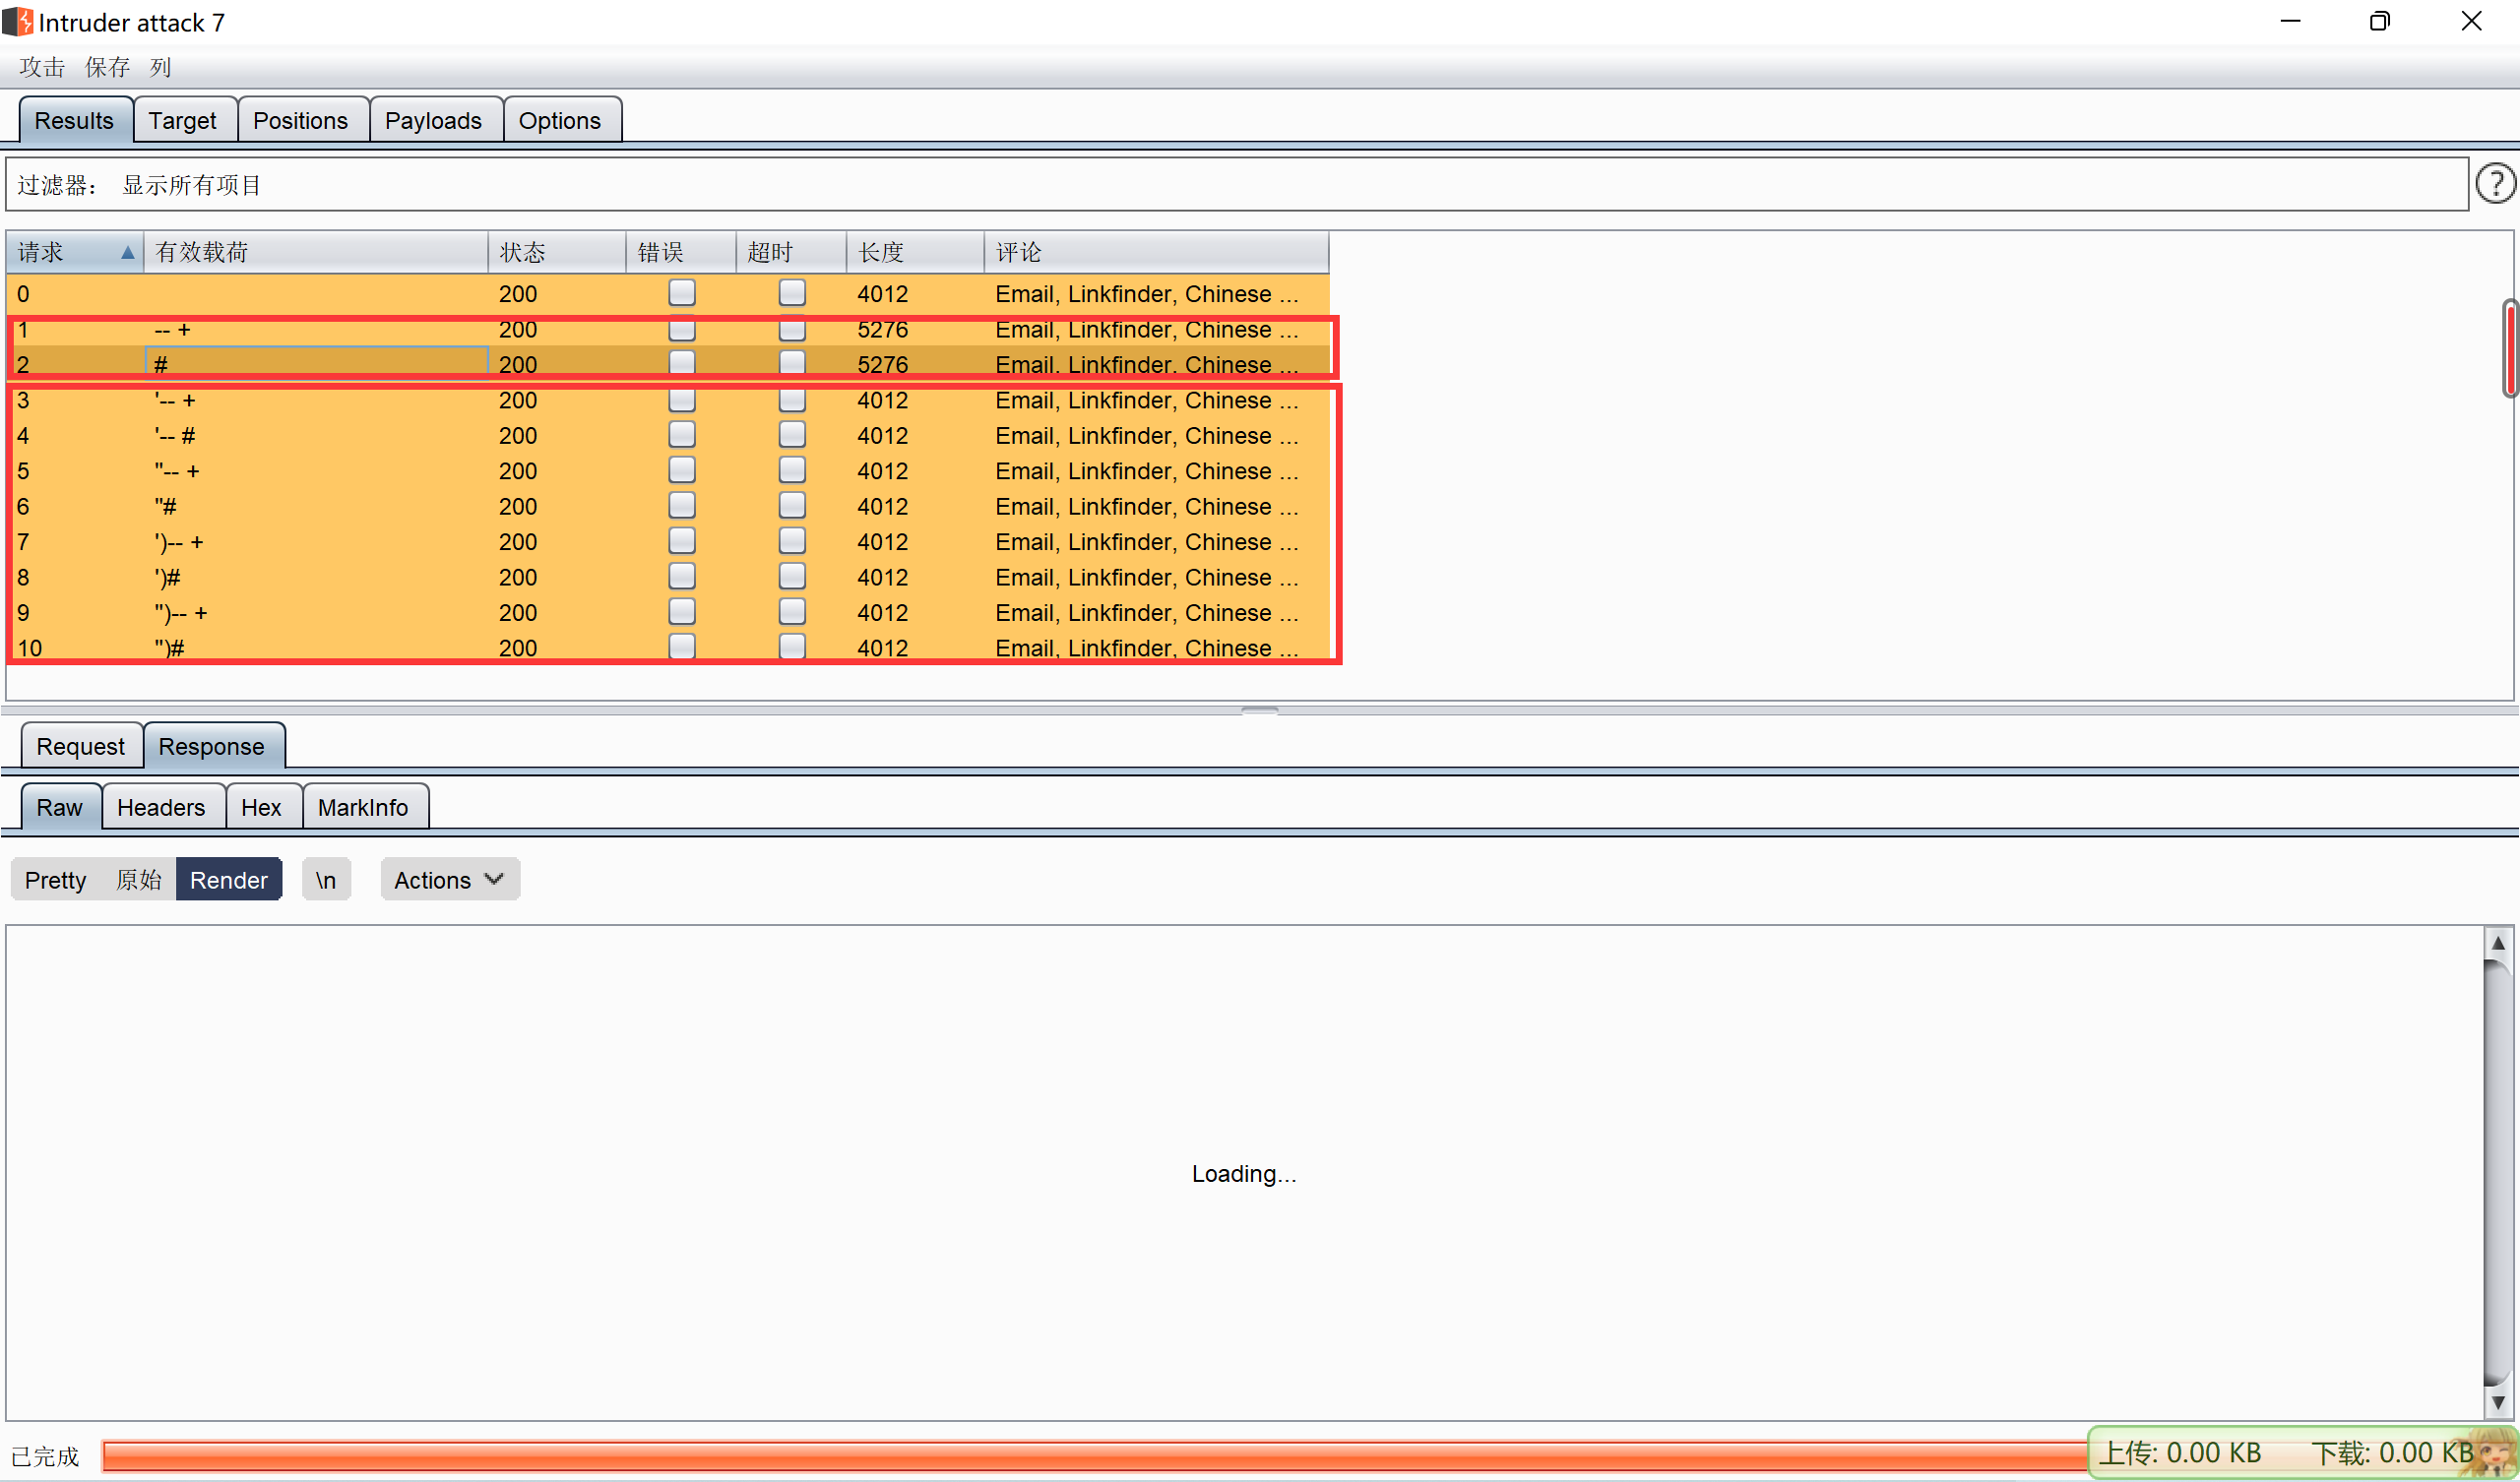 Intruder attack 7
攻击 保存 列
Results Target Positions Payloads Options
过滤器： 显示所有项目 ?
请求 ▲ 有效载荷 状态 错误 超时 长度 评论
0 200 4012 Email, Linkfinder, Chinese ...
1 -- + 200 5276 Email, Linkfinder, Chinese ...
2 # 200 5276 Email, Linkfinder, Chinese ...
3 '-- + 200 4012 Email, Linkfinder, Chinese ...
4 '-- # 200 4012 Email, Linkfinder, Chinese ...
5 "-- + 200 4012 Email, Linkfinder, Chinese ...
6 "# 200 4012 Email, Linkfinder, Chinese ...
7 ')-- + 200 4012 Email, Linkfinder, Chinese ...
8 ')# 200 4012 Email, Linkfinder, Chinese ...
9 ")-- + 200 4012 Email, Linkfinder, Chinese ...
10 ")# 200 4012 Email, Linkfinder, Chinese ...
Request Response
Raw Headers Hex MarkInfo
Pretty 原始 Render \n Actions
Loading...
已完成 上传: 0.00 KB 下载: 0.00 KB